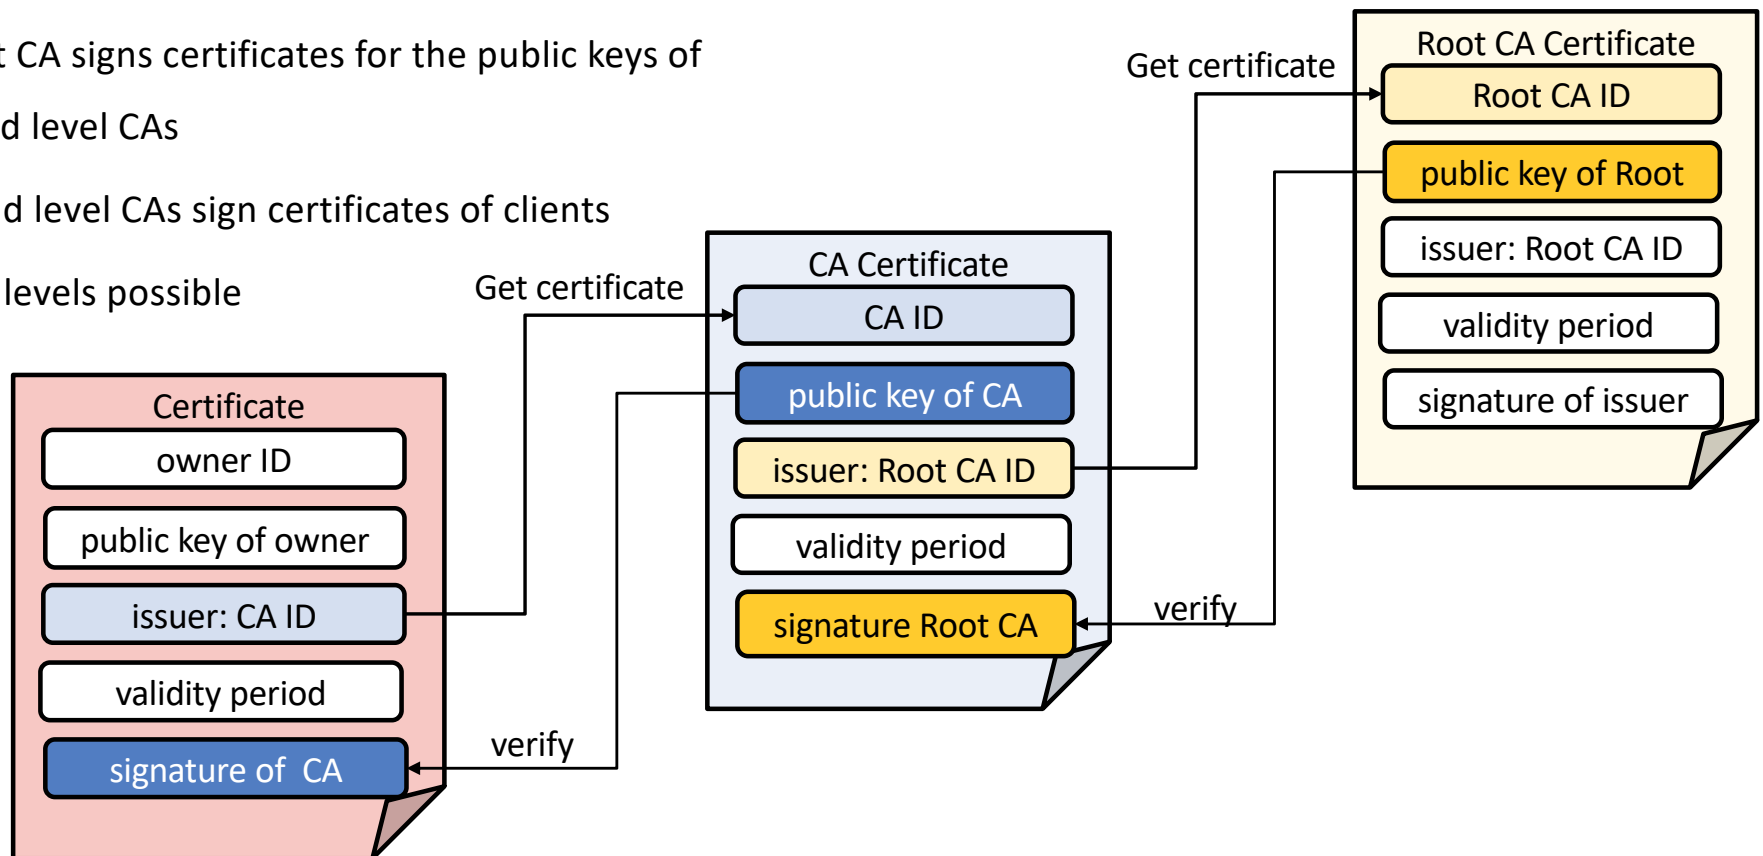 t CA signs certificates for the public keys of
d level CAs
d level CAs sign certificates of clients
levels possible
Get certificate
Root CA Certificate
Root CA ID
public key of Root
issuer: Root CA ID
validity period
signature of issuer
Get certificate
CA Certificate
CA ID
public key of CA
issuer: Root CA ID
validity period
signature Root CA
verify
Certificate
owner ID
public key of owner
issuer: CA ID
validity period
signature of CA
verify